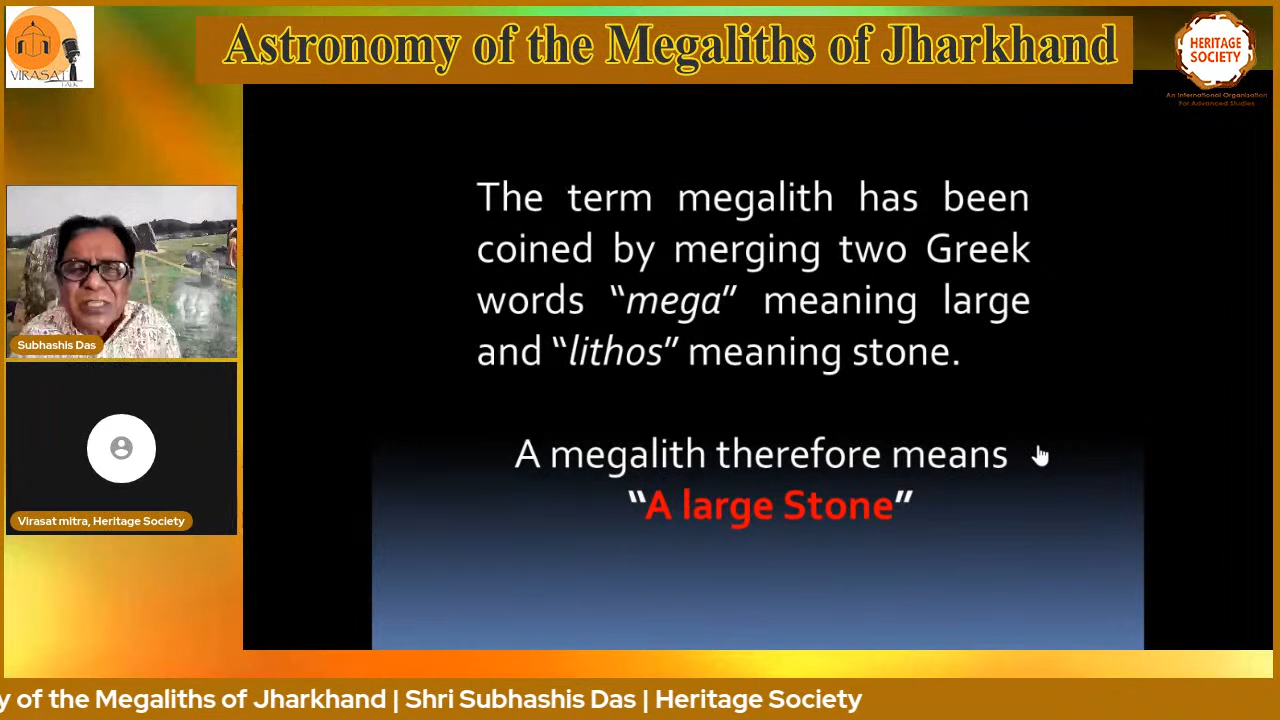 VIRASAT
TALK
Astronomy of the Megaliths of Jharkhand
HERITAGE
SOCIETY
An International Organisation
For Advanced Studies
The term megalith has been
coined by merging two Greek
words “mega” meaning large
and “lithos” meaning stone.
A megalith therefore means
“A large Stone”
Subhashis Das
Virasat mitra, Heritage Society
y of the Megaliths of Jharkhand | Shri Subhashis Das | Heritage Society